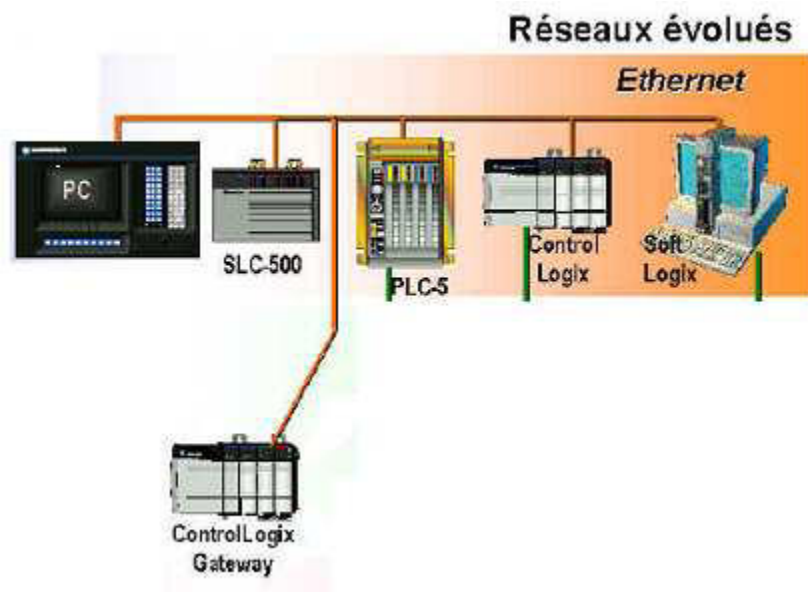 Réseaux évolués
Ethernet
PC
SLC-500
PLC-5
Control
Logix
Soft
Logix
ControlLogix
Gateway